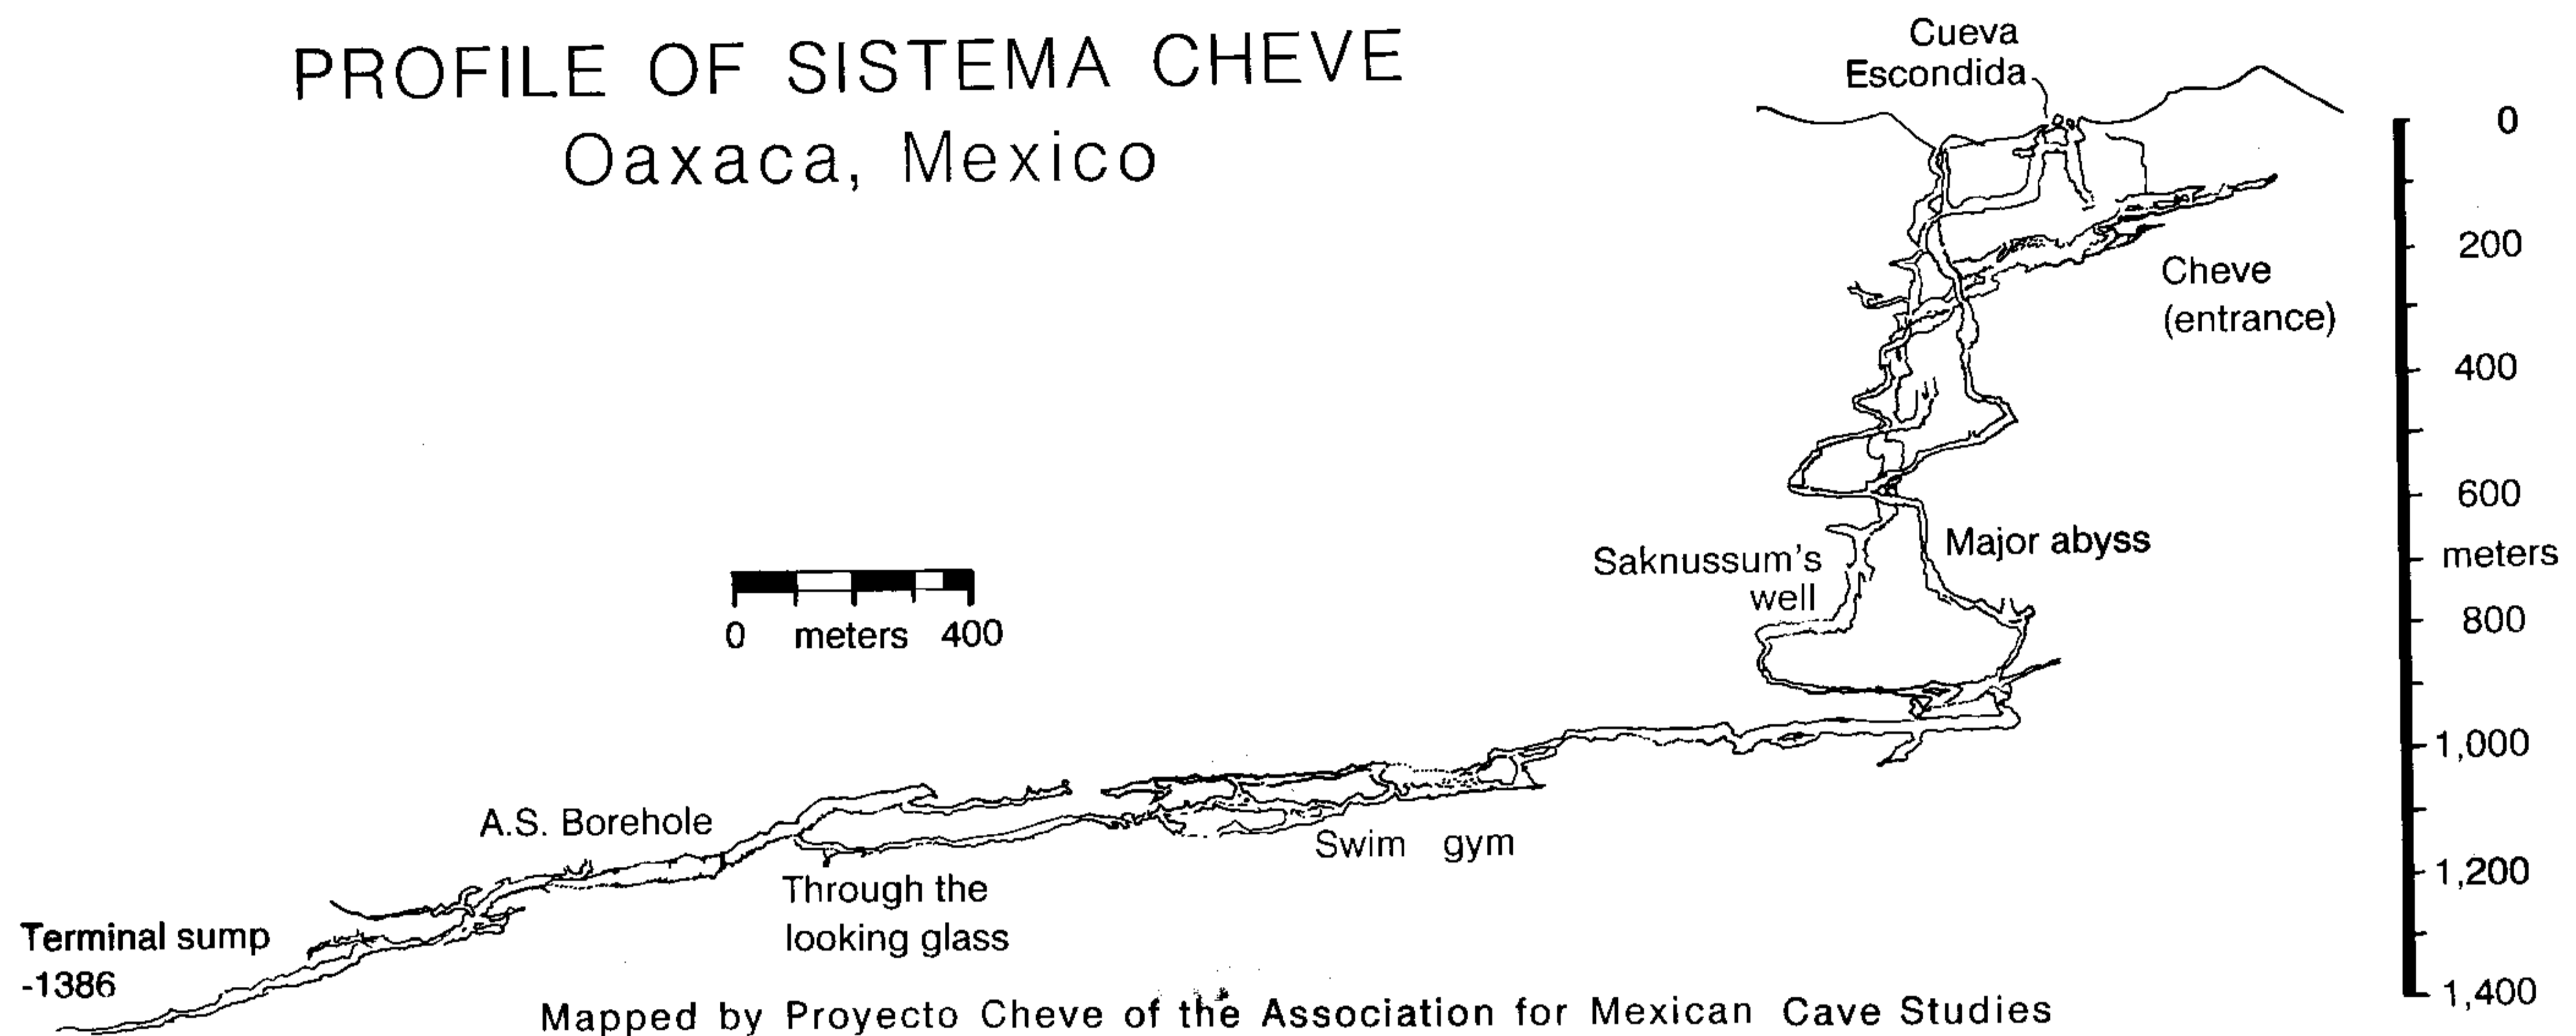 PROFILE OF SISTEMA CHEVE
Oaxaca, Mexico
Cueva
Escondida
0
200
Cheve
(entrance)
400
600
Major abyss
meters
Saknussum's
well
800
0 meters 400
1,000
A.S. Borehole
Swim gym
1,200
Through the
looking glass
Terminal sump
-1386
1,400
Mapped by Proyecto Cheve of the Association for Mexican Cave Studies